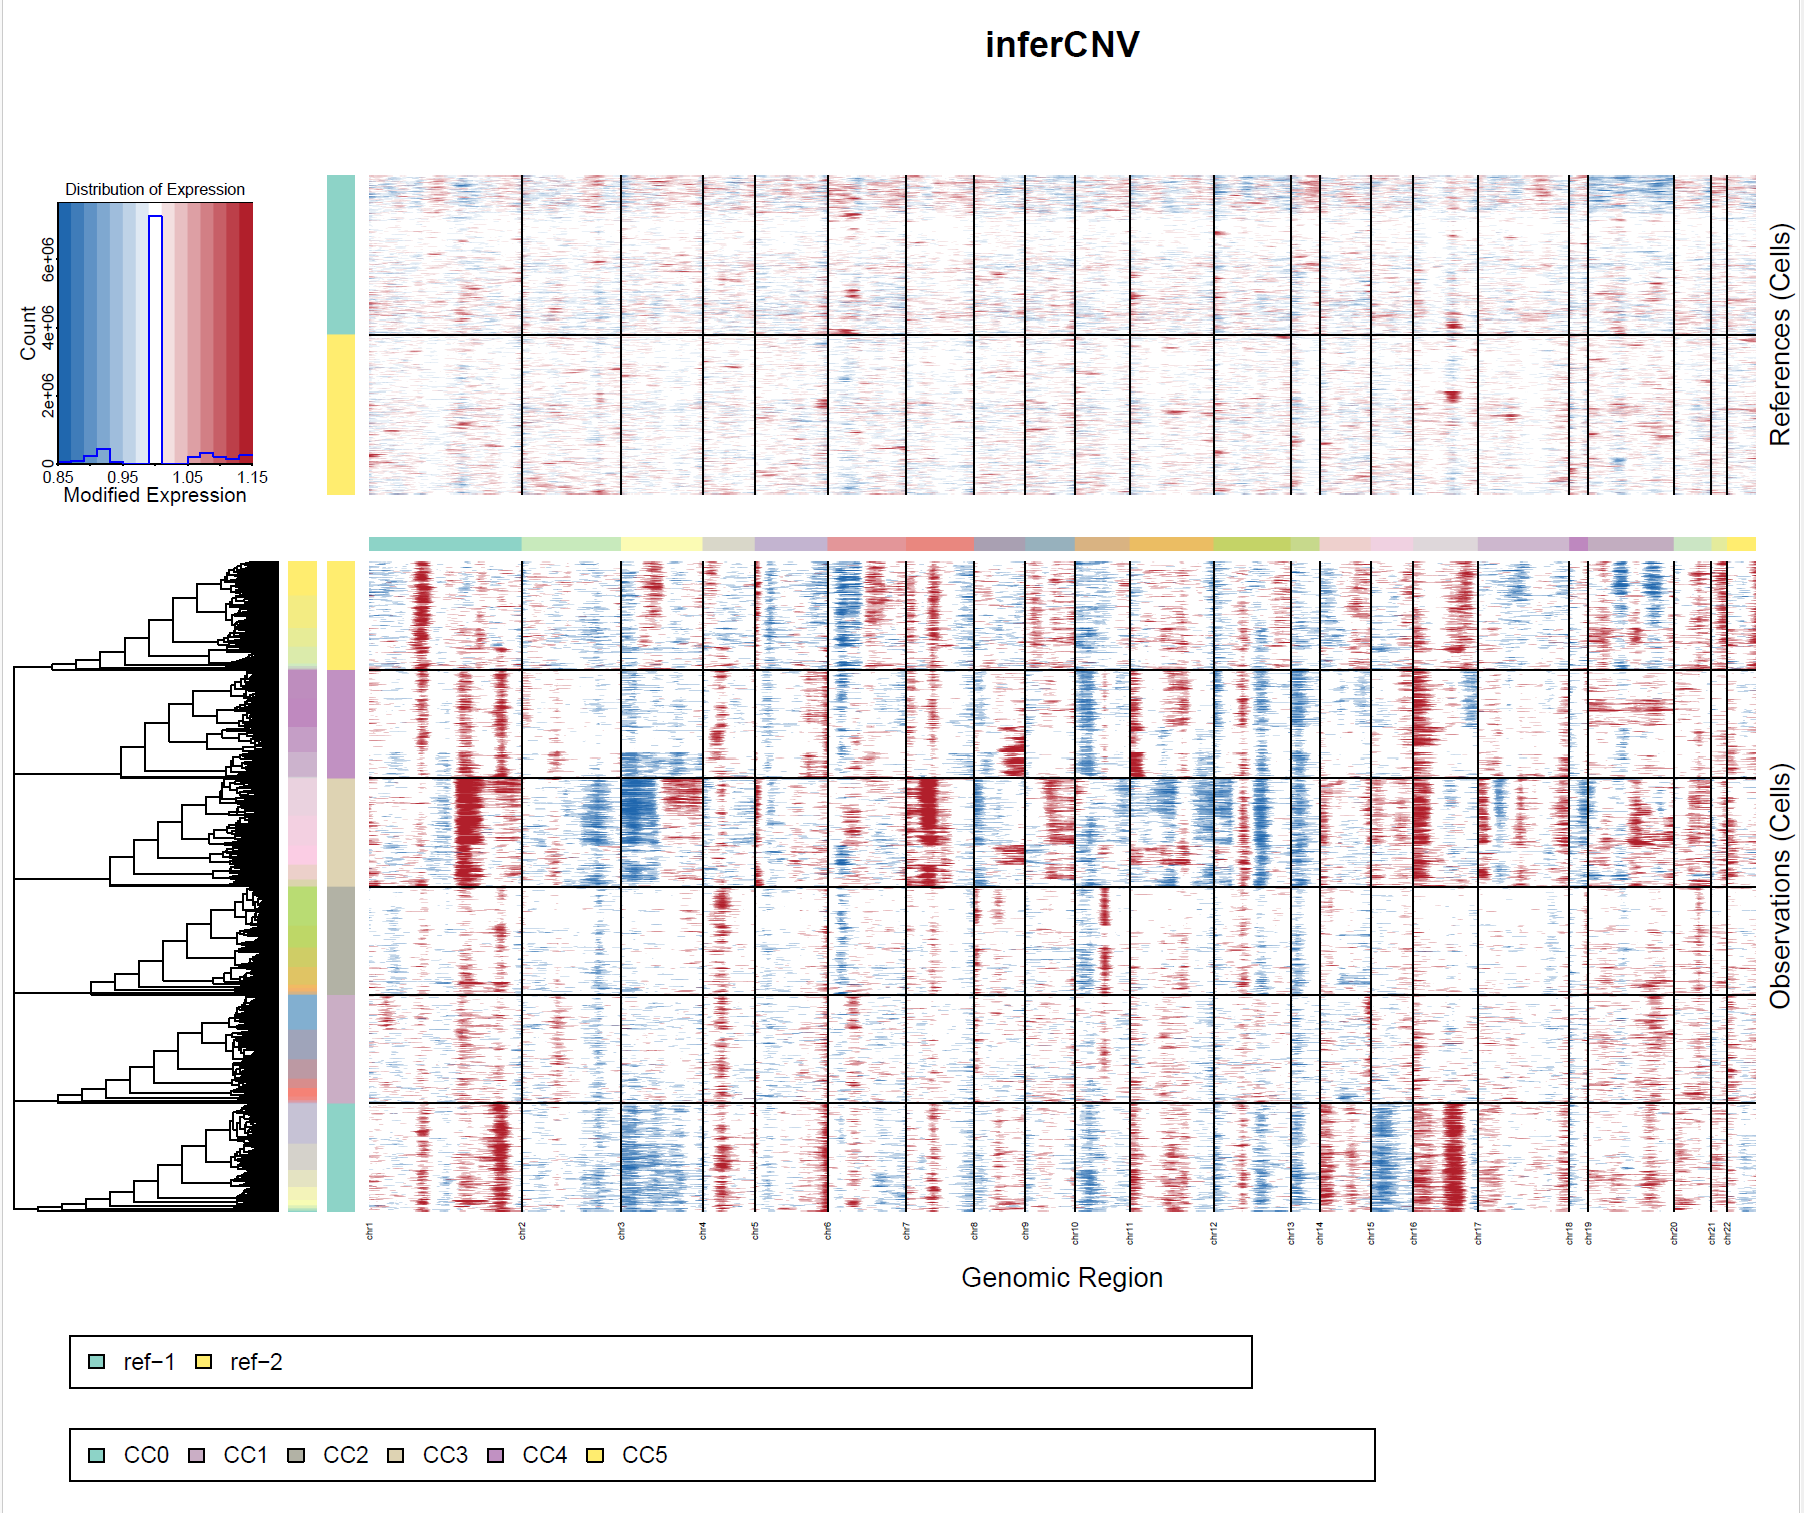 inferCNV
Distribution of Expression
Count
0 2e+06 4e+06 6e+06
0.85 0.95 1.05 1.15
Modified Expression
References (Cells)
Observations (Cells)
chr1 chr2 chr3 chr4 chr5 chr6 chr7 chr8 chr9 chr10 chr11 chr12 chr13 chr14 chr15 chr16 chr17 chr18 chr19 chr20 chr21 chr22
Genomic Region
ref−1 ref−2
CC0 CC1 CC2 CC3 CC4 CC5